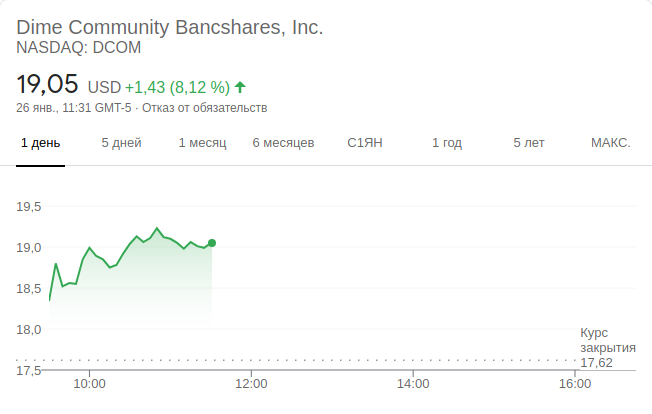 Dime Community Bancshares, Inc.
NASDAQ: DCOM
19,05 USD +1,43 (8,12 %)
26 янв., 11:31 GMT-5 · Отказ от обязательств
1 день 5 дней 1 месяц 6 месяцев С1ЯН 1 год 5 лет МАКС.
19,5
19,0
18,5
18,0
17,5
Курс
закрытия
17,62
10:00 12:00 14:00 16:00